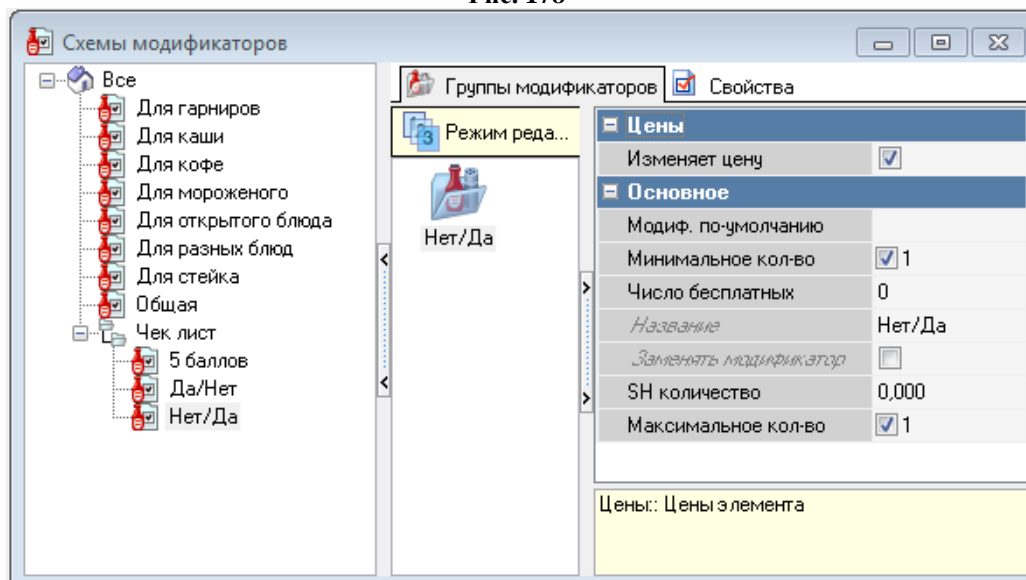 Рис. 178
Схемы модификаторов
Все
Для гарниров
Для каши
Для кофе
Для мороженого
Для открытого блюда
Для разных блюд
Для стейка
Общая
Чек лист
5 баллов
Да/Нет
Нет/Да
Группы модификаторов Свойства
Режим реда...
Нет/Да
Цены
Изменяет цену
Основное
Модиф. по-умолчанию
Минимальное кол-во 1
Число бесплатных 0
Название Нет/Да
Заменять модификатор
SH количество 0,000
Максимальное кол-во 1
Цены:: Цены элемента